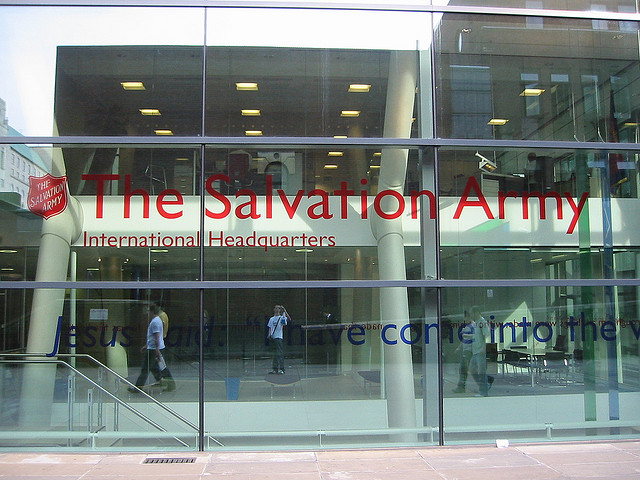 THE
SALVATION
ARMY
The Salvation Army
International Headquarters
Jesus said: "I have come into the w